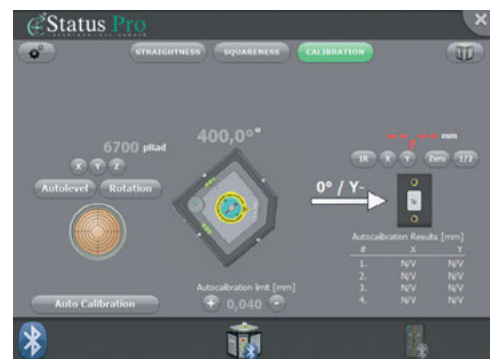 Status Pro
STRAIGHTNESS SQUARENESS CALIBRATION
400,0°°
6700 µRad
X Y Z
Autolevel Rotation
-.--- mm
IR X Y Zero 1/2
0° / Y-
Autocalibration Results [mm]
# X Y
1. N/V N/V
2. N/V N/V
3. N/V N/V
4. N/V N/V
Autocalibration limit [mm]
+ 0,040 -
Auto Calibration